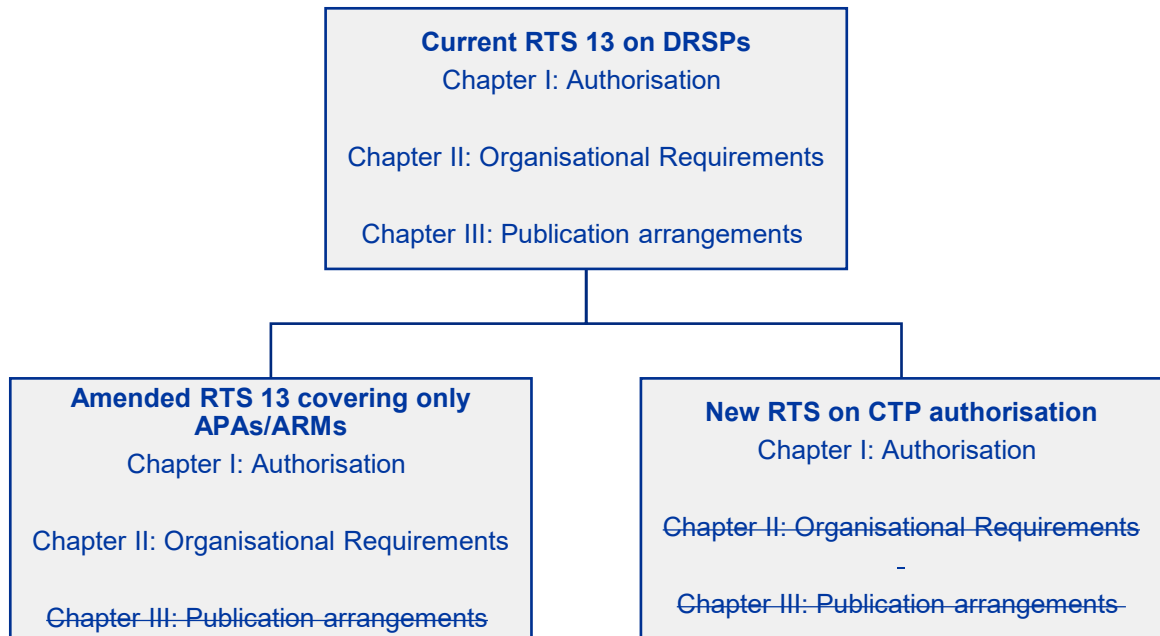 Current RTS 13 on DRSPs
Chapter I: Authorisation
Chapter II: Organisational Requirements
Chapter III: Publication arrangements
Amended RTS 13 covering only
APAs/ARMs
Chapter I: Authorisation
Chapter II: Organisational Requirements
Chapter III: Publication arrangements
New RTS on CTP authorisation
Chapter I: Authorisation
Chapter II: Organisational Requirements
Chapter III: Publication arrangements